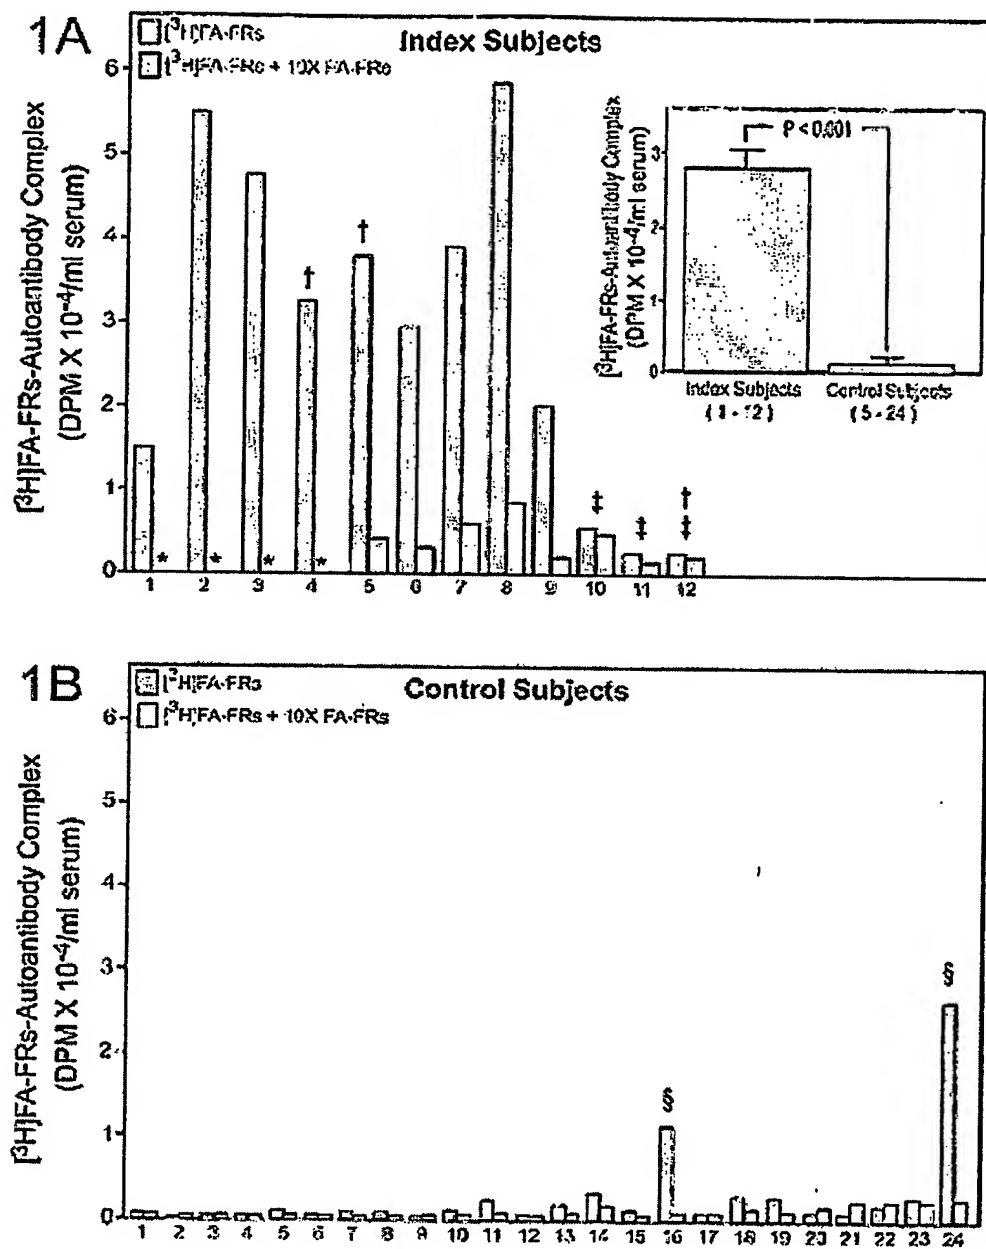 1A
Index Subjects
[³H]FA-FRs
[³H]FA-FRs + 10X FA-FRs
[³H]FA-FRs-Autoantibody Complex
(DPM X 10⁻⁴/ml serum)
6
5
4
3
2
1
0
†
†
‡
‡
†
‡
* * * *
1 2 3 4 5 6 7 8 9 10 11 12
[³H]FA-FRs-Autoantibody Complex
(DPM X 10⁻⁴/ml serum)
3
2
1
0
P < 0.001
Index Subjects
(1 - 12)
Control Subjects
(5 - 24)
1B
Control Subjects
[³H]FA-FRs
[³H]FA-FRs + 10X FA-FRs
[³H]FA-FRs-Autoantibody Complex
(DPM X 10⁻⁴/ml serum)
6
5
4
3
2
1
0
§
§
1 2 3 4 5 6 7 8 9 10 11 12 13 14 15 16 17 18 19 20 21 22 23 24